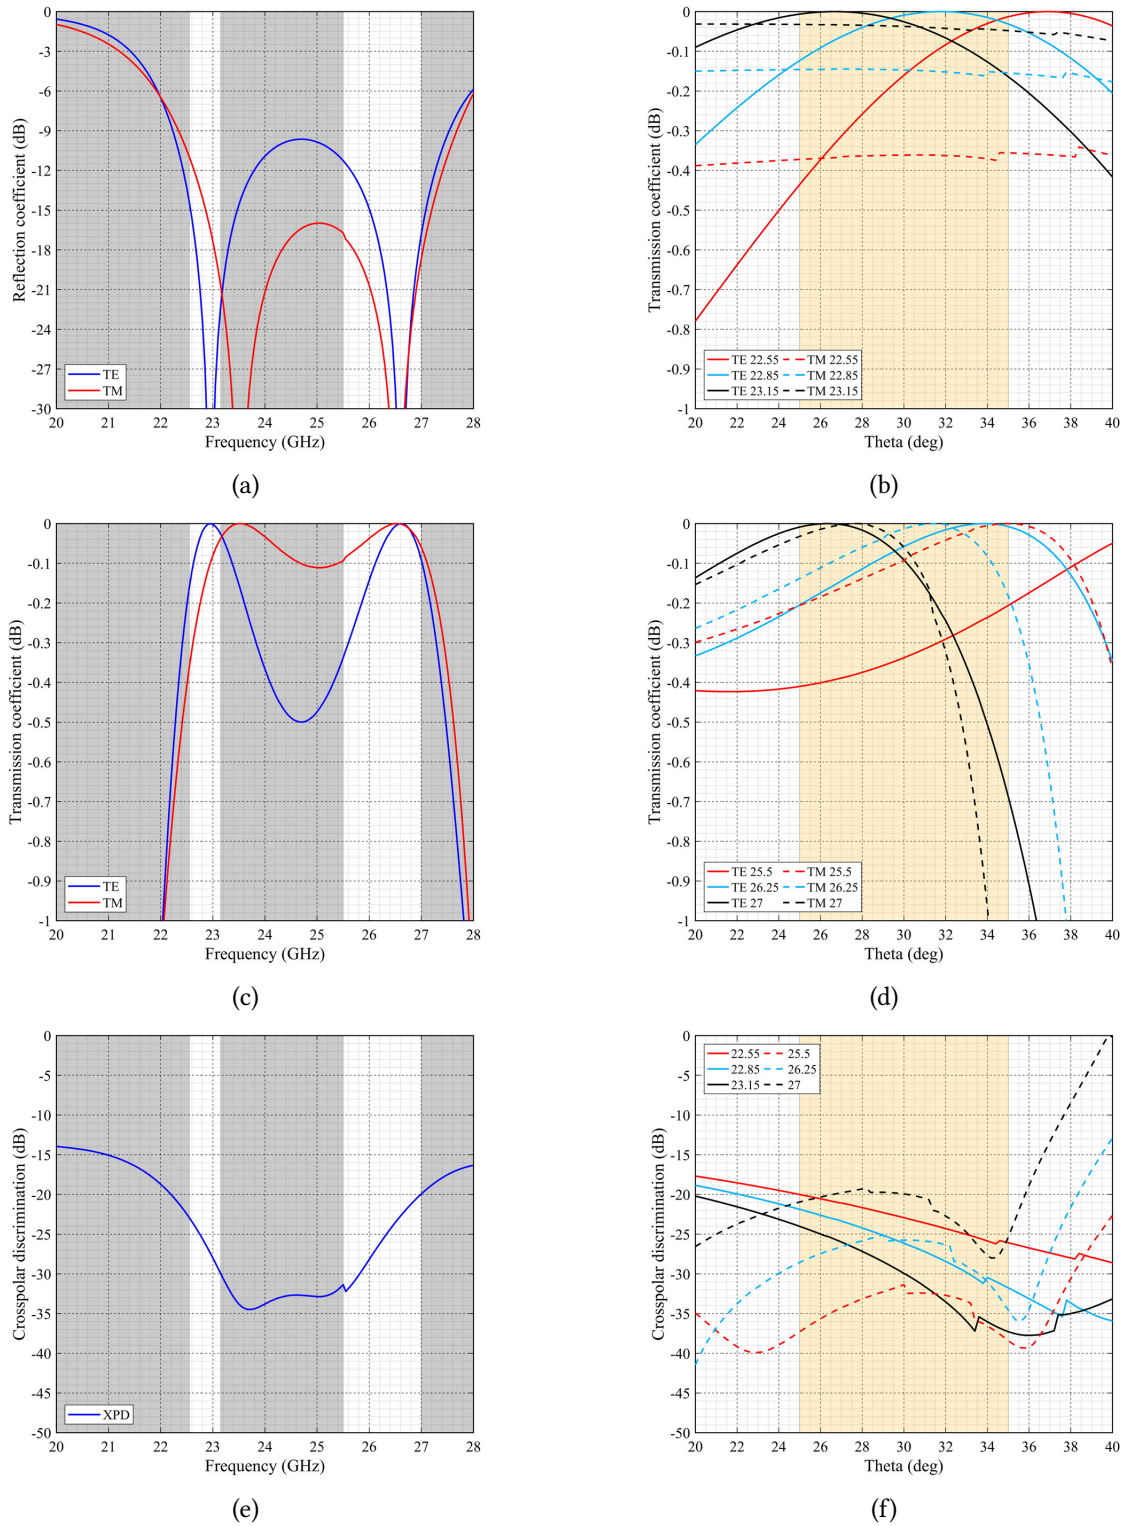 0
-3
-6
-9
-12
-15
-18
-21
-24
-27
-30
20 21 22 23 24 25 26 27 28
Reflection coefficient (dB)
Frequency (GHz)
TE
TM
(a)
0
-0.1
-0.2
-0.3
-0.4
-0.5
-0.6
-0.7
-0.8
-0.9
-1
20 22 24 26 28 30 32 34 36 38 40
Transmission coefficient (dB)
Theta (deg)
TE 22.55 TM 22.55
TE 22.85 TM 22.85
TE 23.15 TM 23.15
(b)
0
-0.1
-0.2
-0.3
-0.4
-0.5
-0.6
-0.7
-0.8
-0.9
-1
20 21 22 23 24 25 26 27 28
Transmission coefficient (dB)
Frequency (GHz)
TE
TM
(c)
0
-0.1
-0.2
-0.3
-0.4
-0.5
-0.6
-0.7
-0.8
-0.9
-1
20 22 24 26 28 30 32 34 36 38 40
Transmission coefficient (dB)
Theta (deg)
TE 25.5 TM 25.5
TE 26.25 TM 26.25
TE 27 TM 27
(d)
0
-5
-10
-15
-20
-25
-30
-35
-40
-45
-50
20 21 22 23 24 25 26 27 28
Crosspolar discrimination (dB)
Frequency (GHz)
XPD
(e)
0
-5
-10
-15
-20
-25
-30
-35
-40
-45
-50
20 22 24 26 28 30 32 34 36 38 40
Crosspolar discrimination (dB)
Theta (deg)
22.55 25.5
22.85 26.25
23.15 27
(f)